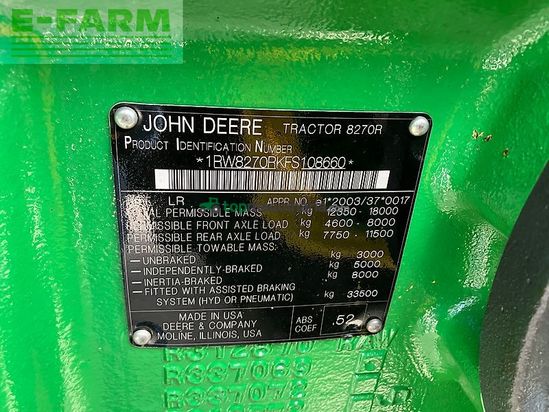 E-FARM
JOHN DEERE TRACTOR 8270R
PRODUCT IDENTIFICATION NUMBER
*1RW8270RKFS108660*
LR APPR. NO. e1*2003/37*0017
TOTAL PERMISSIBLE MASS kg 12350 - 18000
PERMISSIBLE FRONT AXLE LOAD kg 4600 - 8000
PERMISSIBLE REAR AXLE LOAD kg 7750 - 11500
PERMISSIBLE TOWABLE MASS:
– UNBRAKED kg 3000
– INDEPENDENTLY-BRAKED kg 5000
– INERTIA-BRAKED kg 8000
– FITTED WITH ASSISTED BRAKING
SYSTEM (HYD OR PNEUMATIC) kg 33500
MADE IN USA
DEERE & COMPANY
MOLINE, ILLINOIS, USA
ABS
COEF
.52
R337069